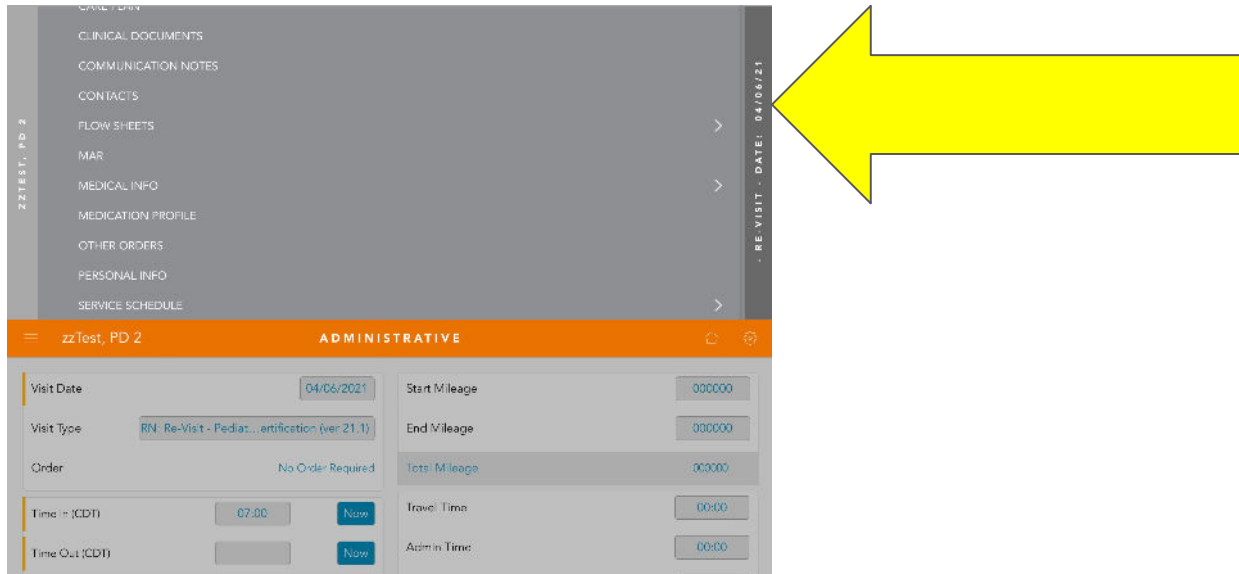 CARE PLAN
CLINICAL DOCUMENTS
COMMUNICATION NOTES
CONTACTS
FLOW SHEETS
MAR
MEDICAL INFO
MEDICATION PROFILE
OTHER ORDERS
PERSONAL INFO
SERVICE SCHEDULE
ZZTEST, PD 2
- RE-VISIT - DATE: 04/06/21
zzTest, PD 2 ADMINISTRATIVE
Visit Date 04/06/2021
Visit Type RN: Re-Visit - Pediat...ertification (ver 21.1)
Order No Order Required
Time In (CDT) 07:00 Now
Time Out (CDT) Now
Start Mileage 000000
End Mileage 000000
Total Mileage 000000
Travel Time 00:00
Admin Time 00:00